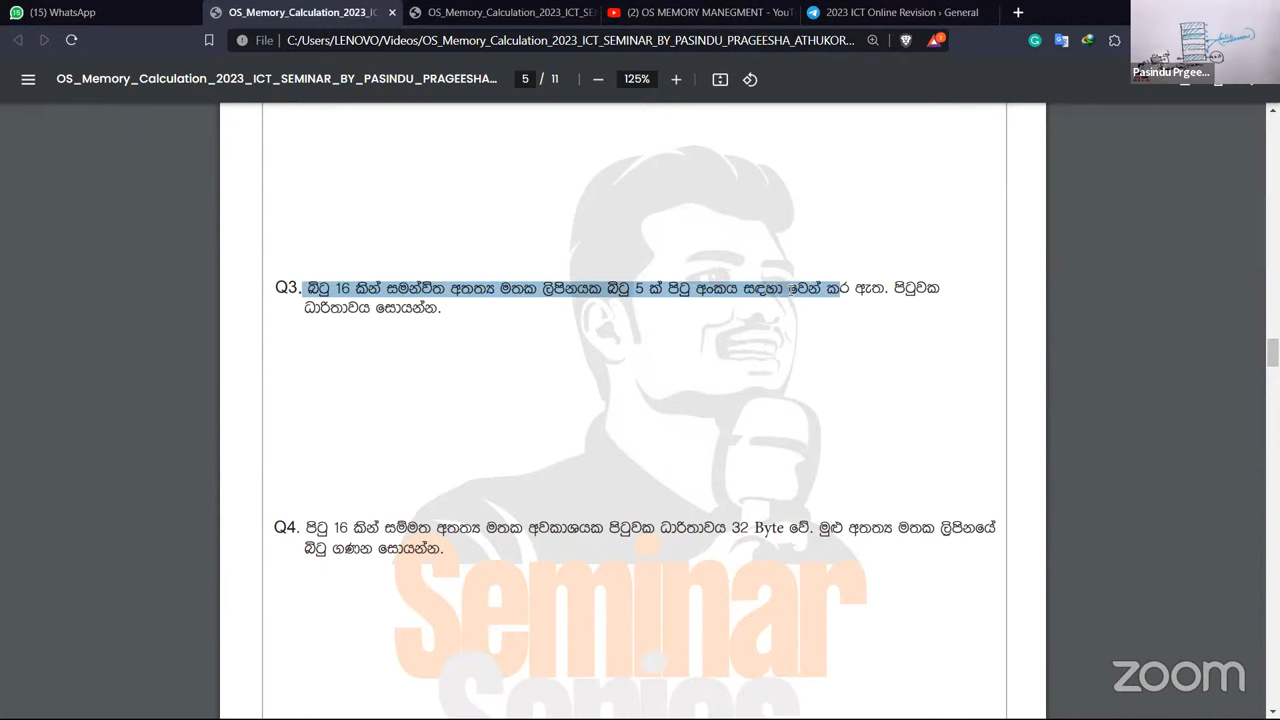 (15) WhatsApp
OS_Memory_Calculation_2023_IC
OS_Memory_Calculation_2023_ICT_SE
(2) OS MEMORY MANEGMENT - YouT
2023 ICT Online Revision › General
File
C:/Users/LENOVO/Videos/OS_Memory_Calculation_2023_ICT_SEMINAR_BY_PASINDU_PRAGEESHA_ATHUKOR...
OS_Memory_Calculation_2023_ICT_SEMINAR_BY_PASINDU_PRAGEESHA...
5 / 11
125%
Pasindu Prgee...
Q3. බිටු 16 කින් සමන්විත අතත්‍ය මතක ලිපිනයක බිටු 5 ක් පිටු අංකය සඳහා වෙන් කර ඇත. පිටුවක
ධාරිතාවය සොයන්න.
Q4. පිටු 16 කින් සම්මත අතත්‍ය මතක අවකාශයක පිටුවක ධාරිතාවය 32 Byte වේ. මුළු අතත්‍ය මතක ලිපිනයේ
බිටු ගණන සොයන්න.
Seminar
Series
zoom